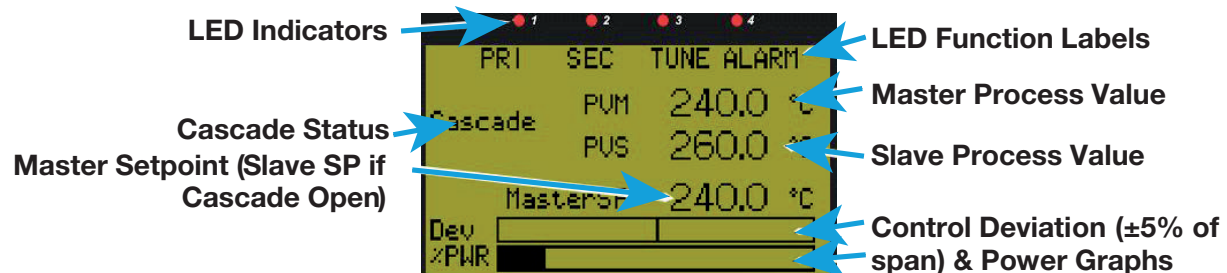 LED Indicators
1 2 3 4
PRI SEC TUNE ALARM
LED Function Labels
PVM 240.0 °C
Master Process Value
Cascade
Cascade Status
PVS 260.0 °C
Slave Process Value
Master Setpoint (Slave SP if
Cascade Open)
MasterSP 240.0 °C
Dev
%PWR
Control Deviation (±5% of
span) & Power Graphs